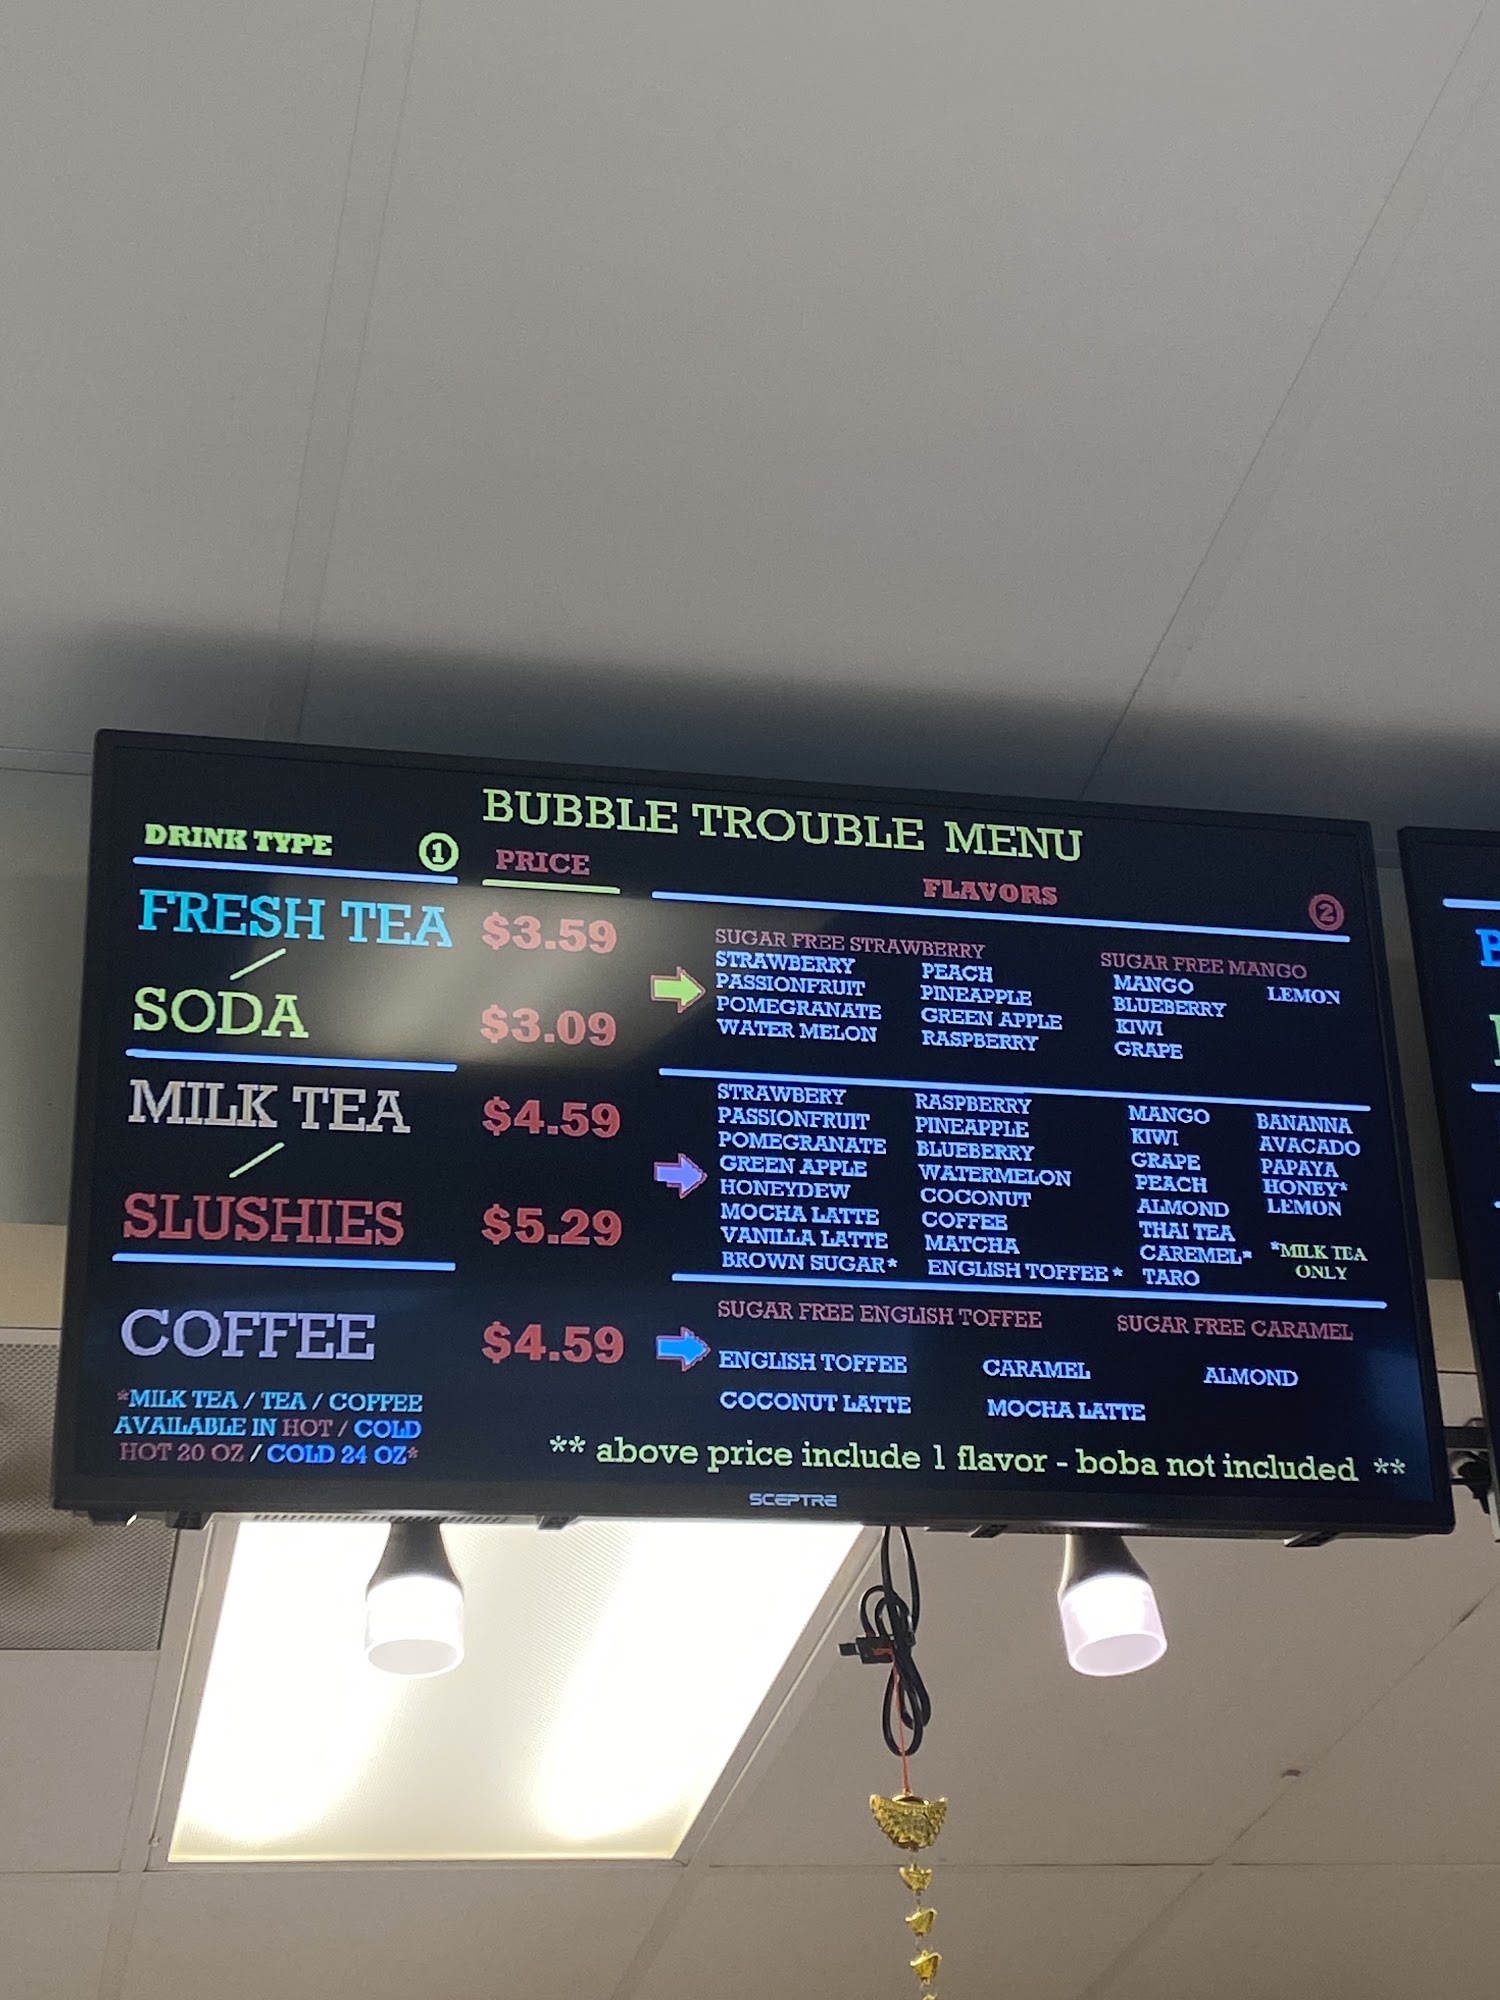 BUBBLE TROUBLE MENU
DRINK TYPE 1
PRICE
FLAVORS 2
FRESH TEA $3.59
SODA $3.09
SUGAR FREE STRAWBERRY SUGAR FREE MANGO
STRAWBERRY PEACH MANGO LEMON
PASSIONFRUIT PINEAPPLE BLUEBERRY
POMEGRANATE GREEN APPLE KIWI
WATER MELON RASPBERRY GRAPE
MILK TEA $4.59
SLUSHIES $5.29
STRAWBERY RASPBERRY MANGO BANANNA
PASSIONFRUIT PINEAPPLE KIWI AVACADO
POMEGRANATE BLUEBERRY GRAPE PAPAYA
GREEN APPLE WATERMELON PEACH HONEY*
HONEYDEW COCONUT ALMOND LEMON
MOCHA LATTE COFFEE THAI TEA
VANILLA LATTE MATCHA CAREMEL* *MILK TEA
BROWN SUGAR* ENGLISH TOFFEE* TARO ONLY
COFFEE $4.59
SUGAR FREE ENGLISH TOFFEE SUGAR FREE CARAMEL
ENGLISH TOFFEE CARAMEL ALMOND
COCONUT LATTE MOCHA LATTE
*MILK TEA / TEA / COFFEE
AVAILABLE IN HOT / COLD
HOT 20 OZ / COLD 24 OZ*
** above price include 1 flavor - boba not included **
SCEPTRE